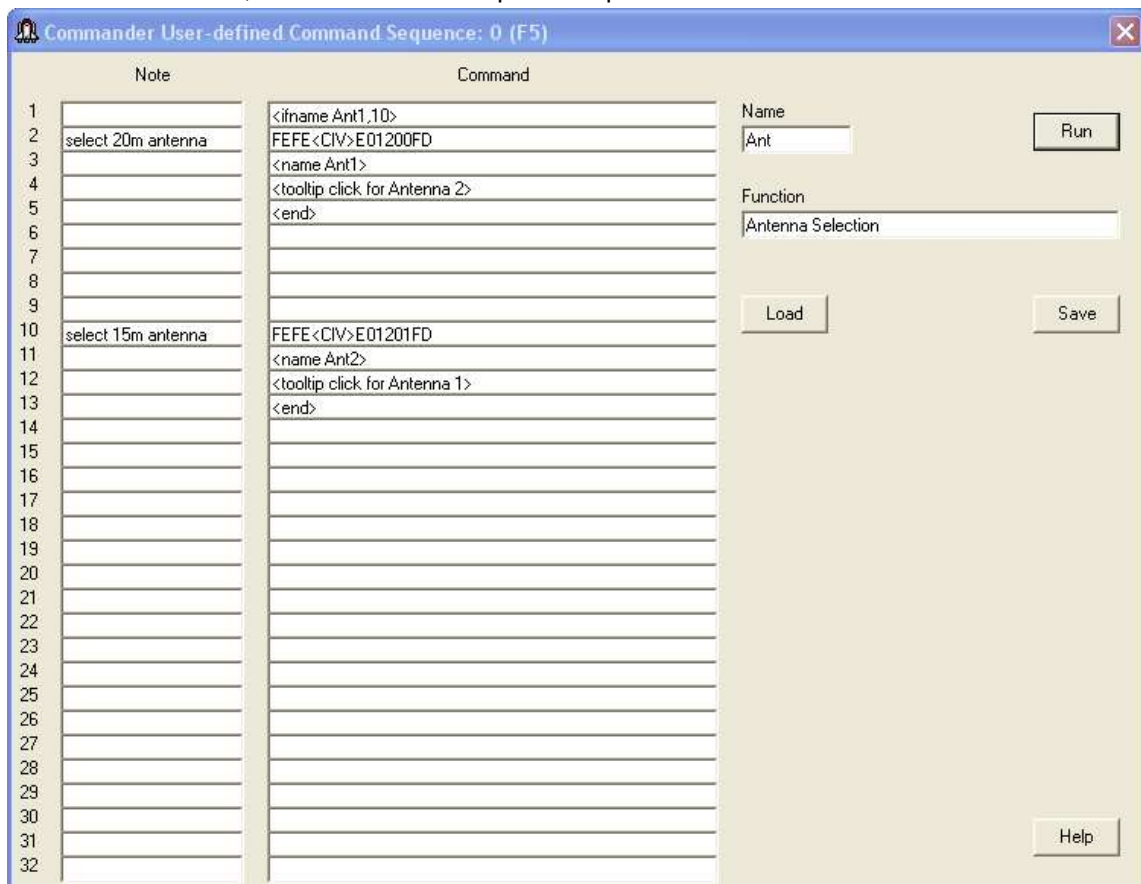 Commander User-defined Command Sequence: 0 (F5)
Note Command
1 <ifname Ant1,10>
2 select 20m antenna FEFE<CIV>E01200FD
3 <name Ant1>
4 <tooltip click for Antenna 2>
5 <end>
6
7
8
9
10 select 15m antenna FEFE<CIV>E01201FD
11 <name Ant2>
12 <tooltip click for Antenna 1>
13 <end>
14
15
16
17
18
19
20
21
22
23
24
25
26
27
28
29
30
31
32
Name
Ant
Run
Function
Antenna Selection
Load Save
Help